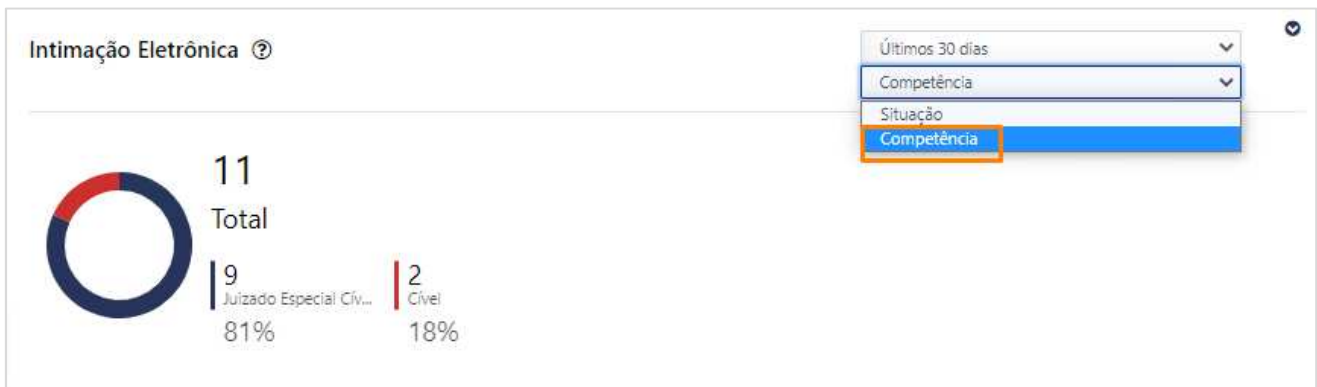 Intimação Eletrônica
Últimos 30 dias
Competência
Situação
Competência
11
Total
9
Juizado Especial Cív...
81%
2
Cível
18%